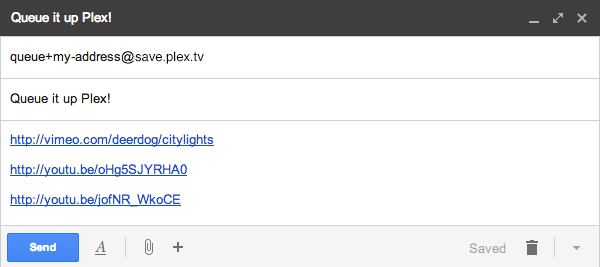 Queue it up Plex!
queue+my-address@save.plex.tv
Queue it up Plex!
http://vimeo.com/deerdog/citylights
http://youtu.be/oHg5SJYRHA0
http://youtu.be/jofNR_WkoCE
Send A Saved